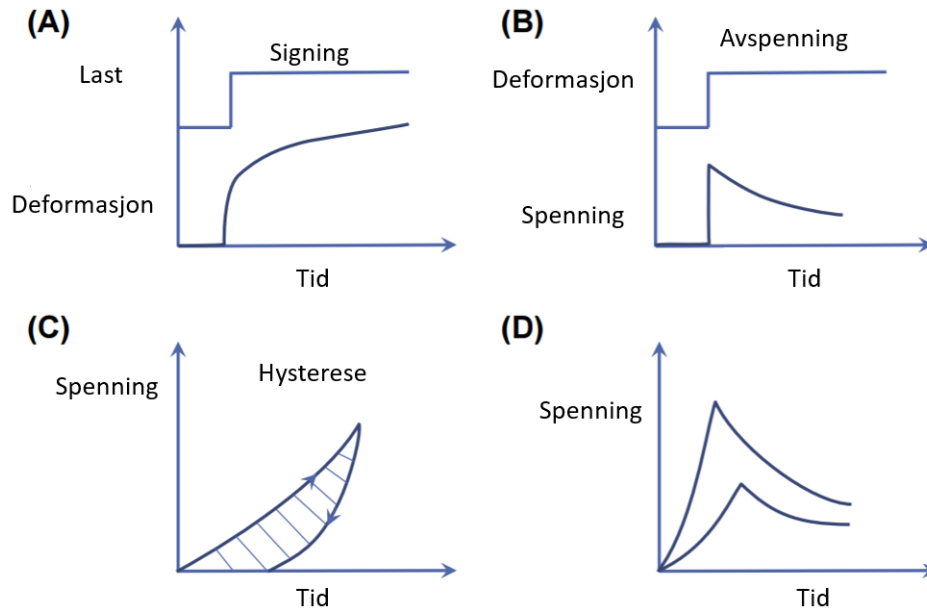 (A)
Signing
Last
Deformasjon
Tid
(B)
Avspenning
Deformasjon
Spenning
Tid
(C)
Spenning
Hysterese
Tid
(D)
Spenning
Tid